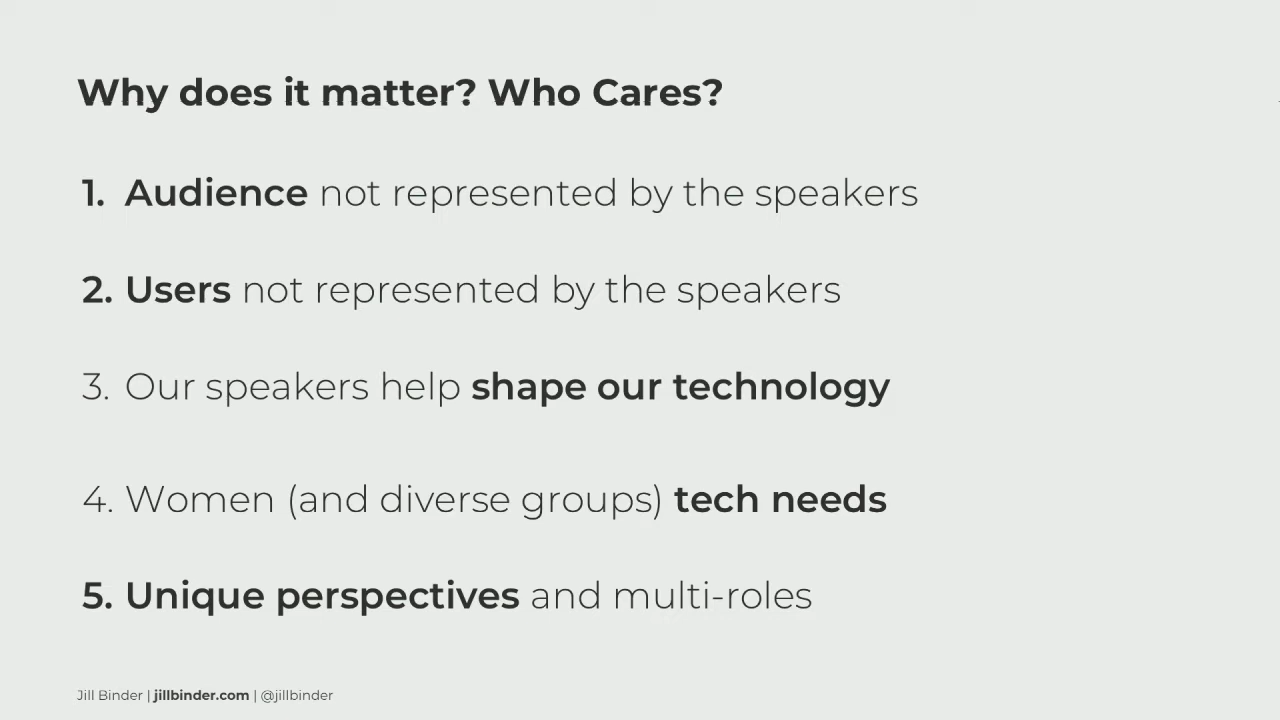 Why does it matter? Who Cares?
1. Audience not represented by the speakers
2. Users not represented by the speakers
3. Our speakers help shape our technology
4. Women (and diverse groups) tech needs
5. Unique perspectives and multi-roles
Jill Binder | jillbinder.com | @jillbinder